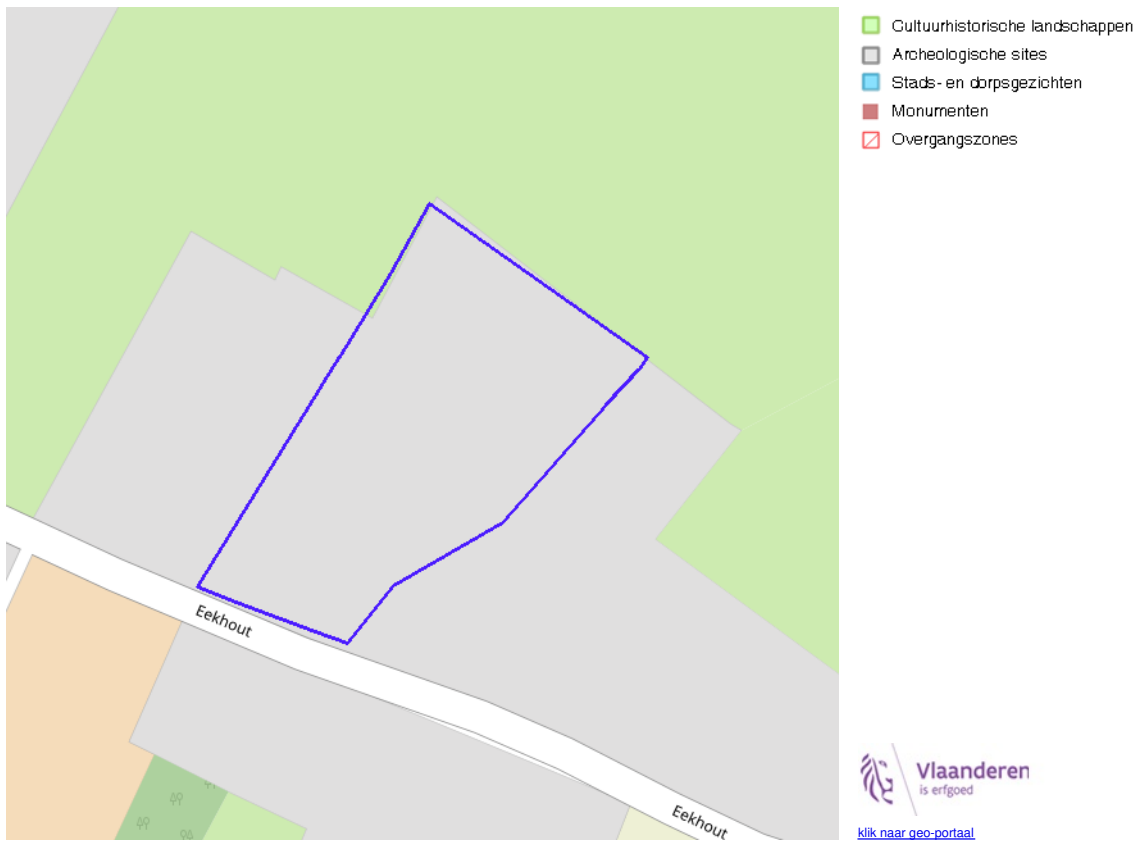 Cultuurhistorische landschappen
Archeologische sites
Stads- en dorpsgezichten
Monumenten
Overgangszones
Eekhout
Eekhout
Vlaanderen
is erfgoed
klik naar geo-portaal